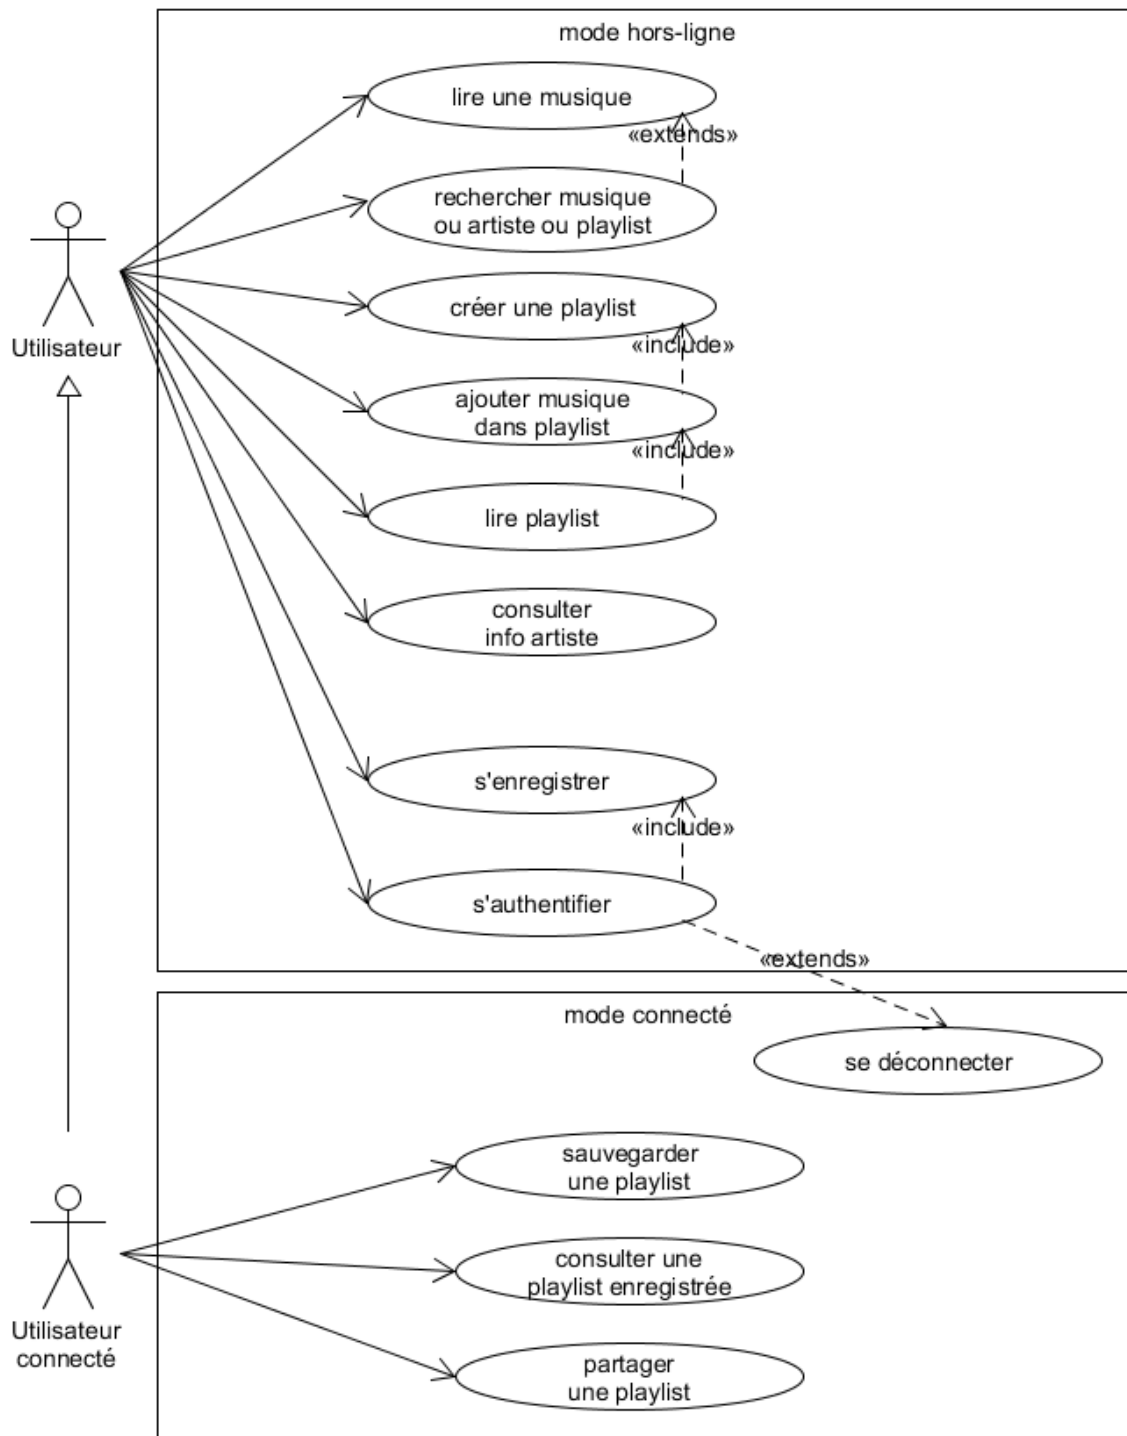 mode hors-ligne
lire une musique
«extends»
rechercher musique
ou artiste ou playlist
créer une playlist
Utilisateur
«include»
ajouter musique
dans playlist
«include»
lire playlist
consulter
info artiste
s'enregistrer
«include»
s'authentifier
«extends»
mode connecté
se déconnecter
sauvegarder
une playlist
consulter une
playlist enregistrée
Utilisateur
connecté
partager
une playlist